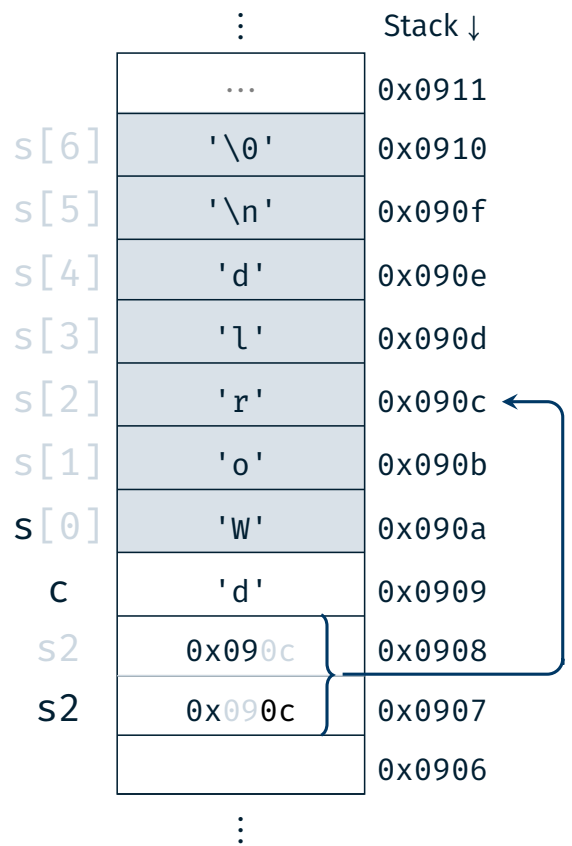 ⋮ Stack ↓
... 0x0911
s[6] '\0' 0x0910
s[5] '\n' 0x090f
s[4] 'd' 0x090e
s[3] 'l' 0x090d
s[2] 'r' 0x090c
s[1] 'o' 0x090b
s[0] 'W' 0x090a
c 'd' 0x0909
s2 0x090c 0x0908
s2 0x090c 0x0907
0x0906
⋮